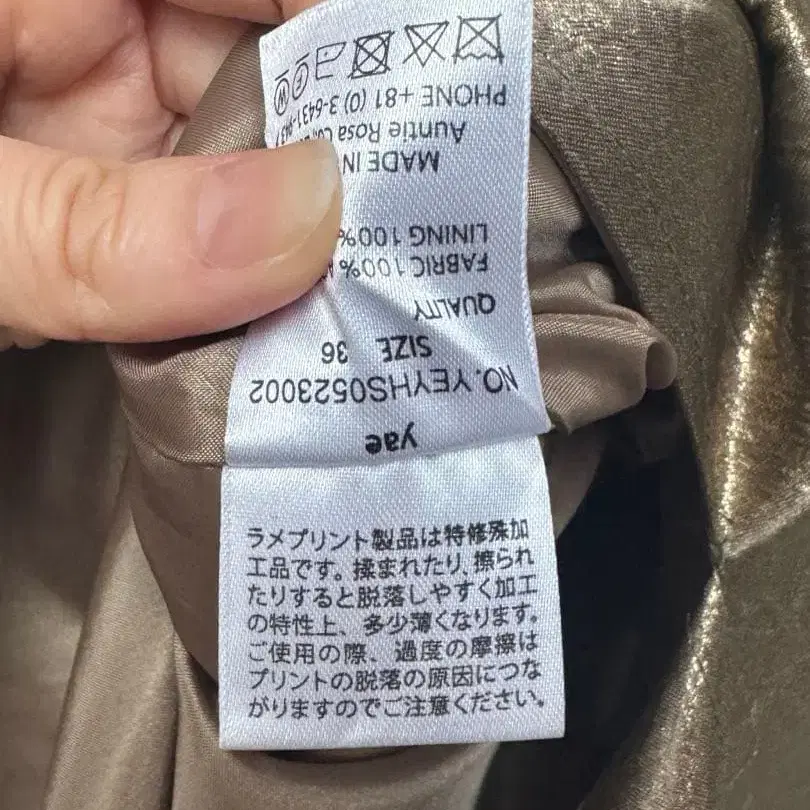 yae
NO. YEYHS0523002
SIZE 36
QUALITY
FABRIC 100%
LINING 100%
MADE IN
Auntie Rosa
PHONE +81 (0) 3-6431-
ラメプリント製品は特修殊加
工品です。揉まれたり、擦られ
たりすると脱落しやすく加工
の特性上、多少薄くなります。
ご使用の際、過度の摩擦は
プリントの脱落の原因につな
がりますのでご注意ください。